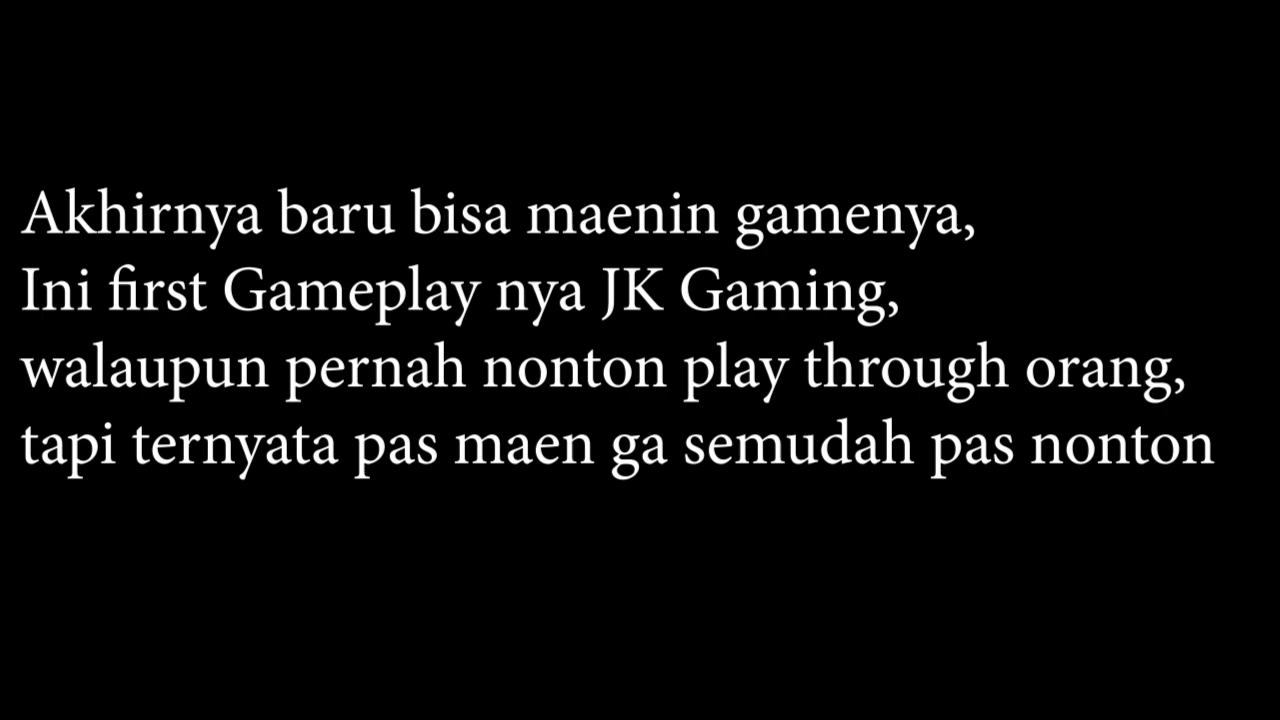 Akhirnya baru bisa maenin gamenya,
Ini first Gameplay nya JK Gaming,
walaupun pernah nonton play through orang,
tapi ternyata pas maen ga semudah pas nonton